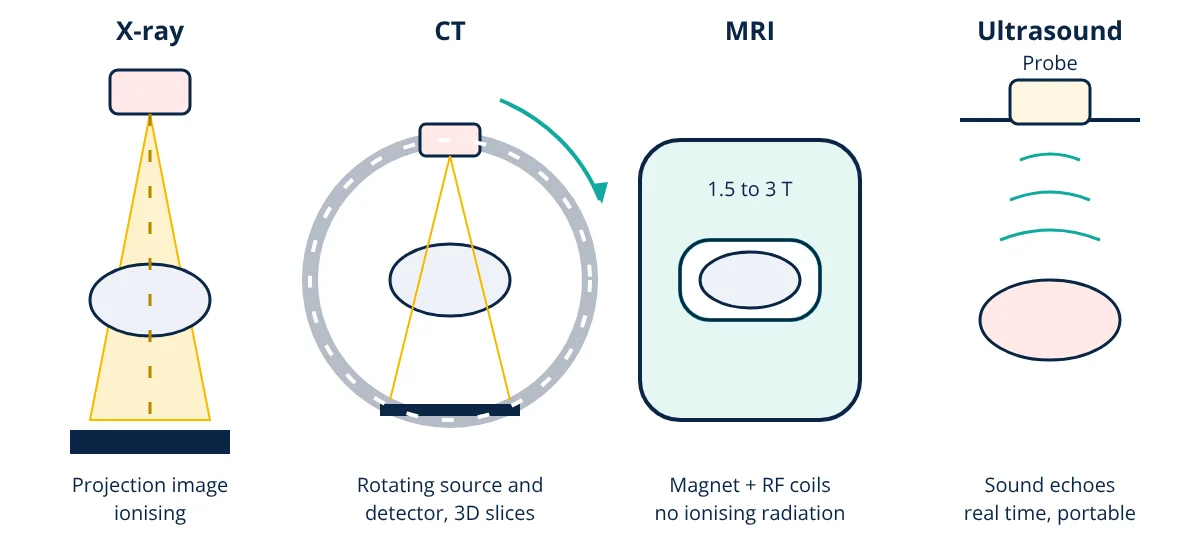 X-ray
CT
MRI
Ultrasound
Probe
1.5 to 3 T
Projection image
ionising
Rotating source and
detector, 3D slices
Magnet + RF coils
no ionising radiation
Sound echoes
real time, portable